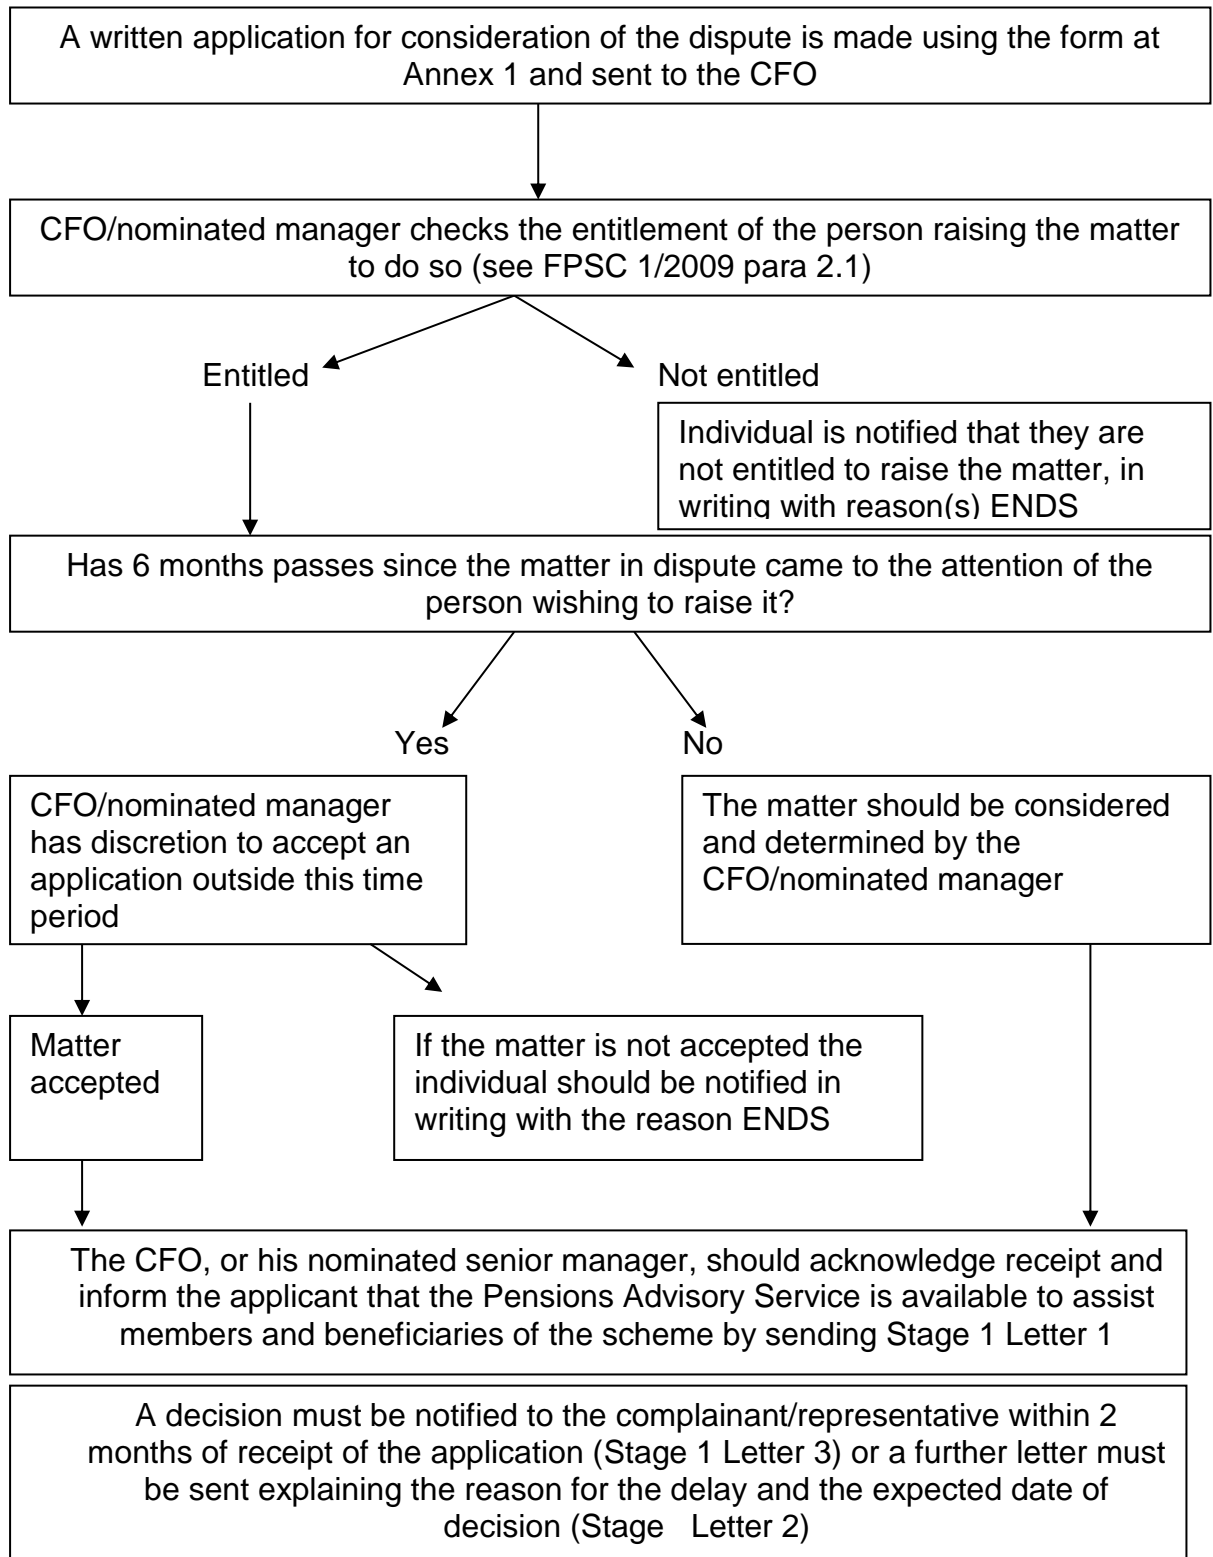 A written application for consideration of the dispute is made using the form at
Annex 1 and sent to the CFO
CFO/nominated manager checks the entitlement of the person raising the matter
to do so (see FPSC 1/2009 para 2.1)
Entitled
Not entitled
Individual is notified that they are
not entitled to raise the matter, in
writing with reason(s) ENDS
Has 6 months passes since the matter in dispute came to the attention of the
person wishing to raise it?
Yes
No
CFO/nominated manager
has discretion to accept an
application outside this time
period
The matter should be considered
and determined by the
CFO/nominated manager
Matter
accepted
If the matter is not accepted the
individual should be notified in
writing with the reason ENDS
The CFO, or his nominated senior manager, should acknowledge receipt and
inform the applicant that the Pensions Advisory Service is available to assist
members and beneficiaries of the scheme by sending Stage 1 Letter 1
A decision must be notified to the complainant/representative within 2
months of receipt of the application (Stage 1 Letter 3) or a further letter must
be sent explaining the reason for the delay and the expected date of
decision (Stage Letter 2)